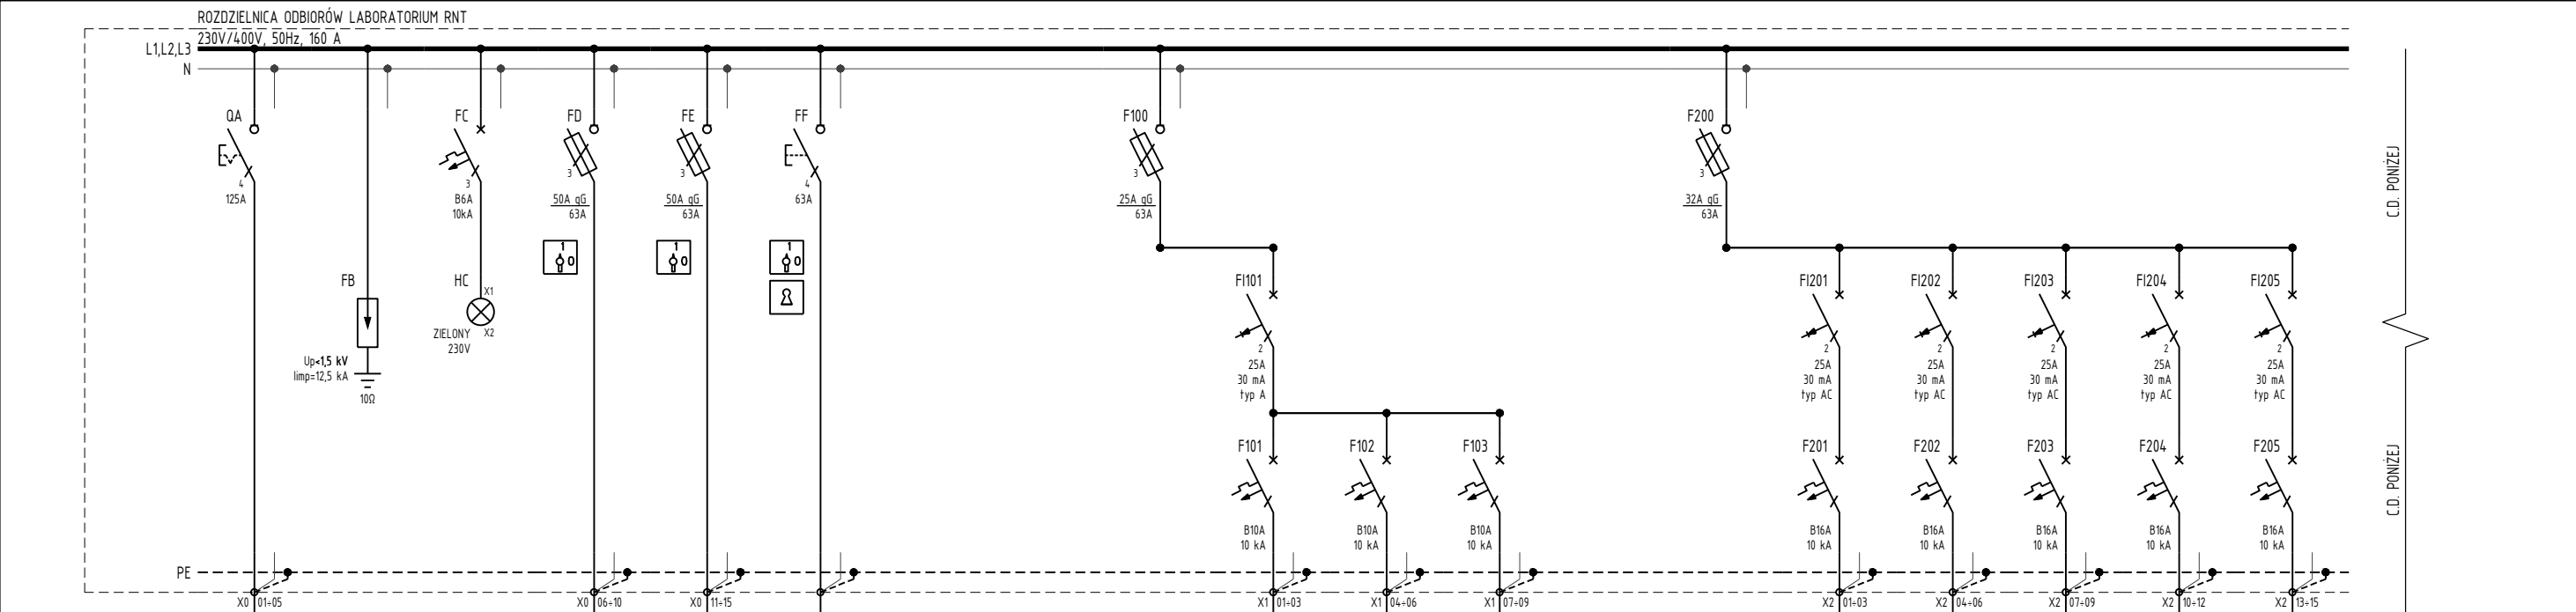 ROZDZIELNICA ODBIORÓW LABORATORIUM RNT
230V/400V, 50Hz, 160 A
L1,L2,L3
N
QA
4
125A
FB
Up<1,5 kV
Iimp=12,5 kA
10Ω
FC
3
B6A
10kA
HC
X1
X2
ZIELONY
230V
FD
3
50A gG
63A
1
0
FE
3
50A gG
63A
1
0
FF
4
63A
1
0
F100
3
25A gG
63A
FI101
2
25A
30 mA
typ A
F101
B10A
10 kA
F102
B10A
10 kA
F103
B10A
10 kA
F200
3
32A gG
63A
FI201
2
25A
30 mA
typ AC
FI202
2
25A
30 mA
typ AC
FI203
2
25A
30 mA
typ AC
FI204
2
25A
30 mA
typ AC
FI205
2
25A
30 mA
typ AC
F201
B16A
10 kA
F202
B16A
10 kA
F203
B16A
10 kA
F204
B16A
10 kA
F205
B16A
10 kA
C.D. PONIŻEJ
C.D. PONIŻEJ
PE
X0 01÷05
X0 06÷10
X0 11÷15
X1 01÷03
X1 04÷06
X1 07÷09
X2 01÷03
X2 04÷06
X2 07÷09
X2 10÷12
X2 13÷15